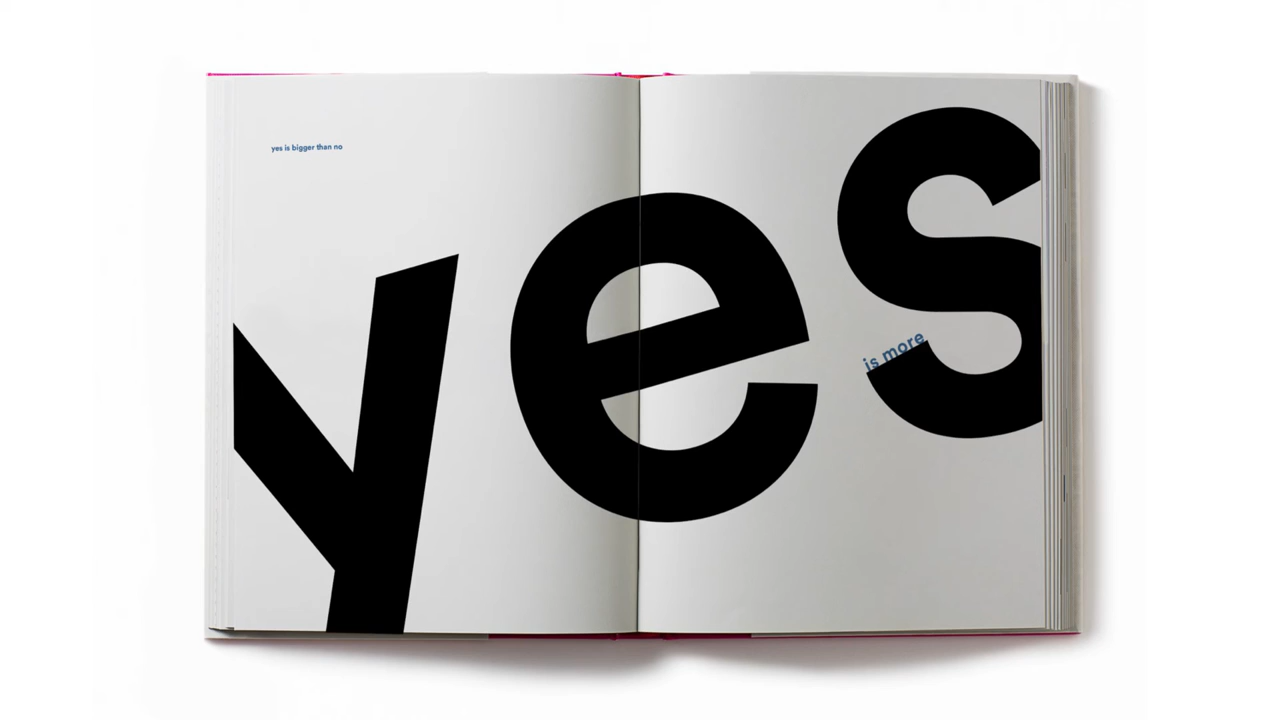 yes is bigger than no
yes
is more